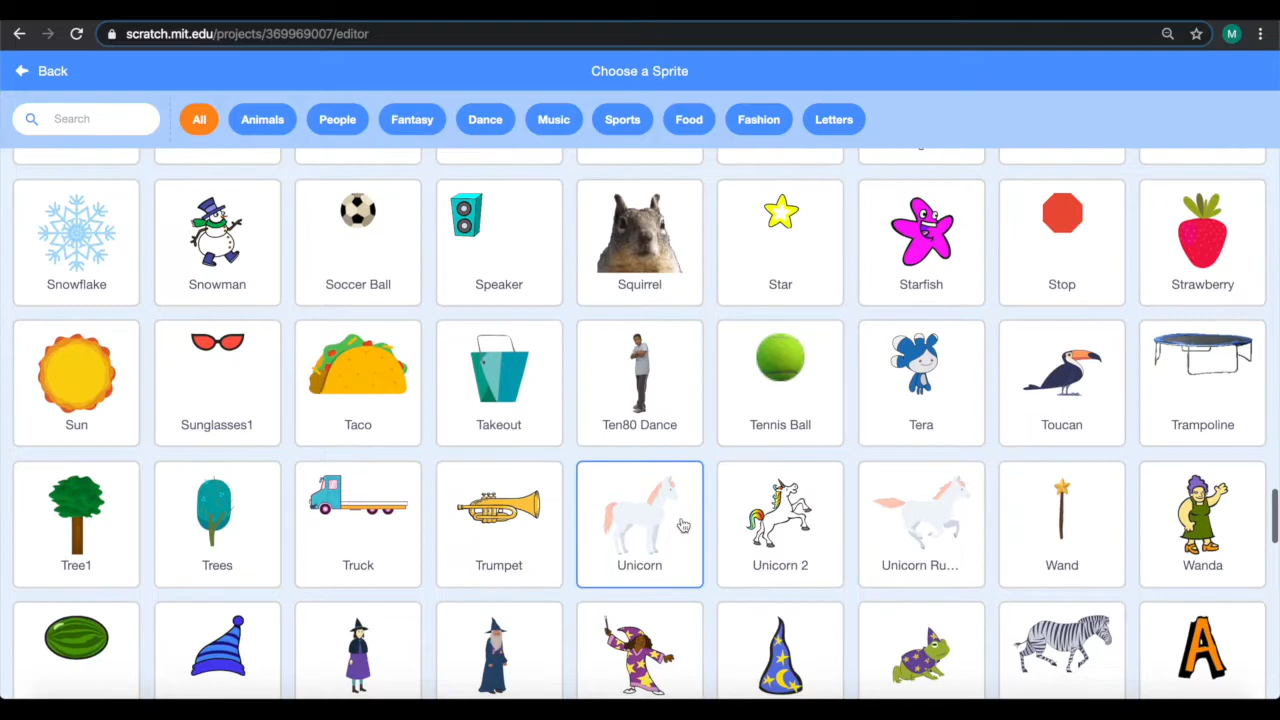 scratch.mit.edu/projects/369969007/editor
M
Back
Choose a Sprite
Search
All
Animals
People
Fantasy
Dance
Music
Sports
Food
Fashion
Letters
Snowflake
Snowman
Soccer Ball
Speaker
Squirrel
Star
Starfish
Stop
Strawberry
Sun
Sunglasses1
Taco
Takeout
Ten80 Dance
Tennis Ball
Tera
Toucan
Trampoline
Tree1
Trees
Truck
Trumpet
Unicorn
Unicorn 2
Unicorn Ru...
Wand
Wanda
A